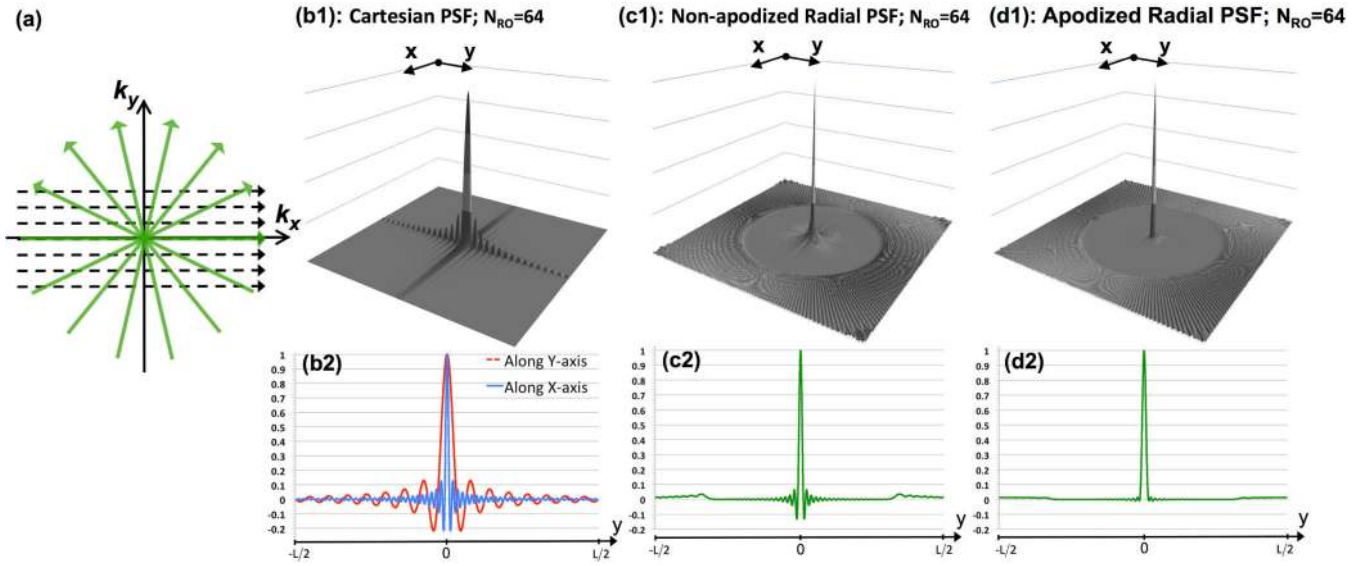 (a)
k_y
k_x
(b1): Cartesian PSF; N_RO=64
x y
(c1): Non-apodized Radial PSF; N_RO=64
x y
(d1): Apodized Radial PSF; N_RO=64
x y
(b2)
Along Y-axis
Along X-axis
1
0.9
0.8
0.7
0.6
0.5
0.4
0.3
0.2
0.1
0
-0.1
-0.2
y
-L/2 0 L/2
(c2)
1
0.9
0.8
0.7
0.6
0.5
0.4
0.3
0.2
0.1
0
-0.1
-0.2
y
-L/2 0 L/2
(d2)
1
0.9
0.8
0.7
0.6
0.5
0.4
0.3
0.2
0.1
0
-0.1
-0.2
y
-L/2 0 L/2